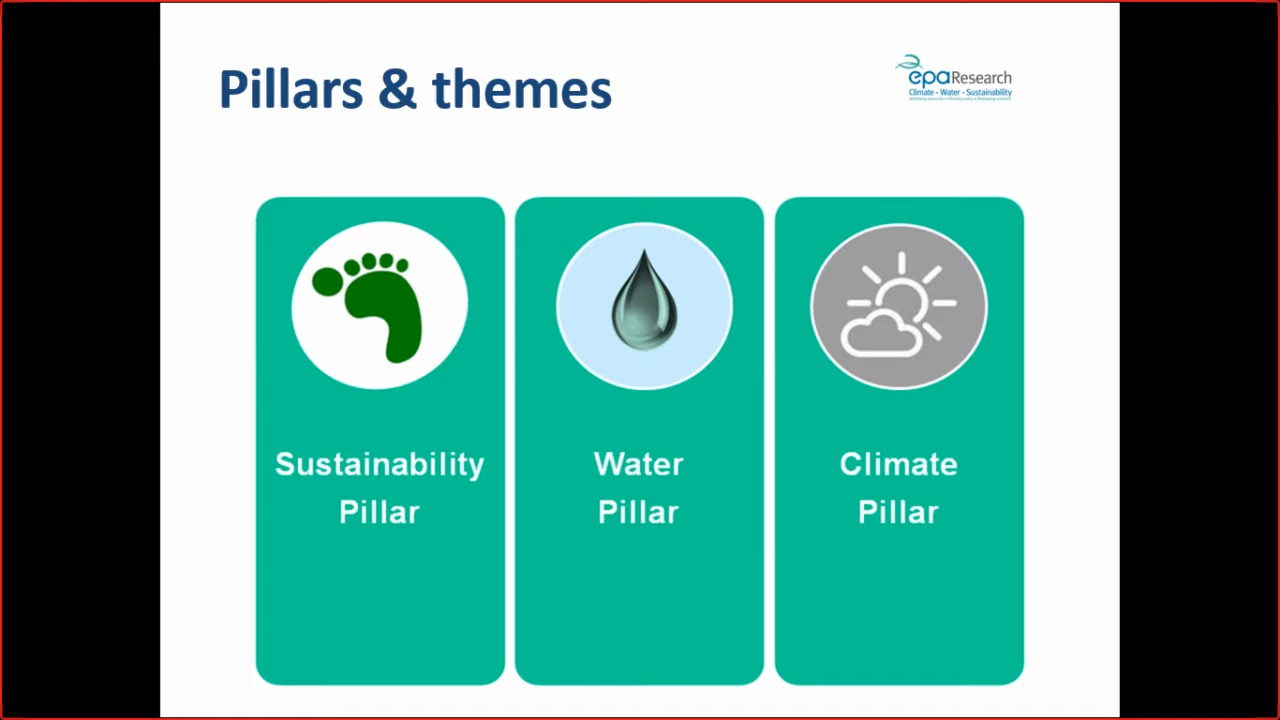 Pillars & themes
epaResearch
Climate - Water - Sustainability
Sustainability
Pillar
Water
Pillar
Climate
Pillar